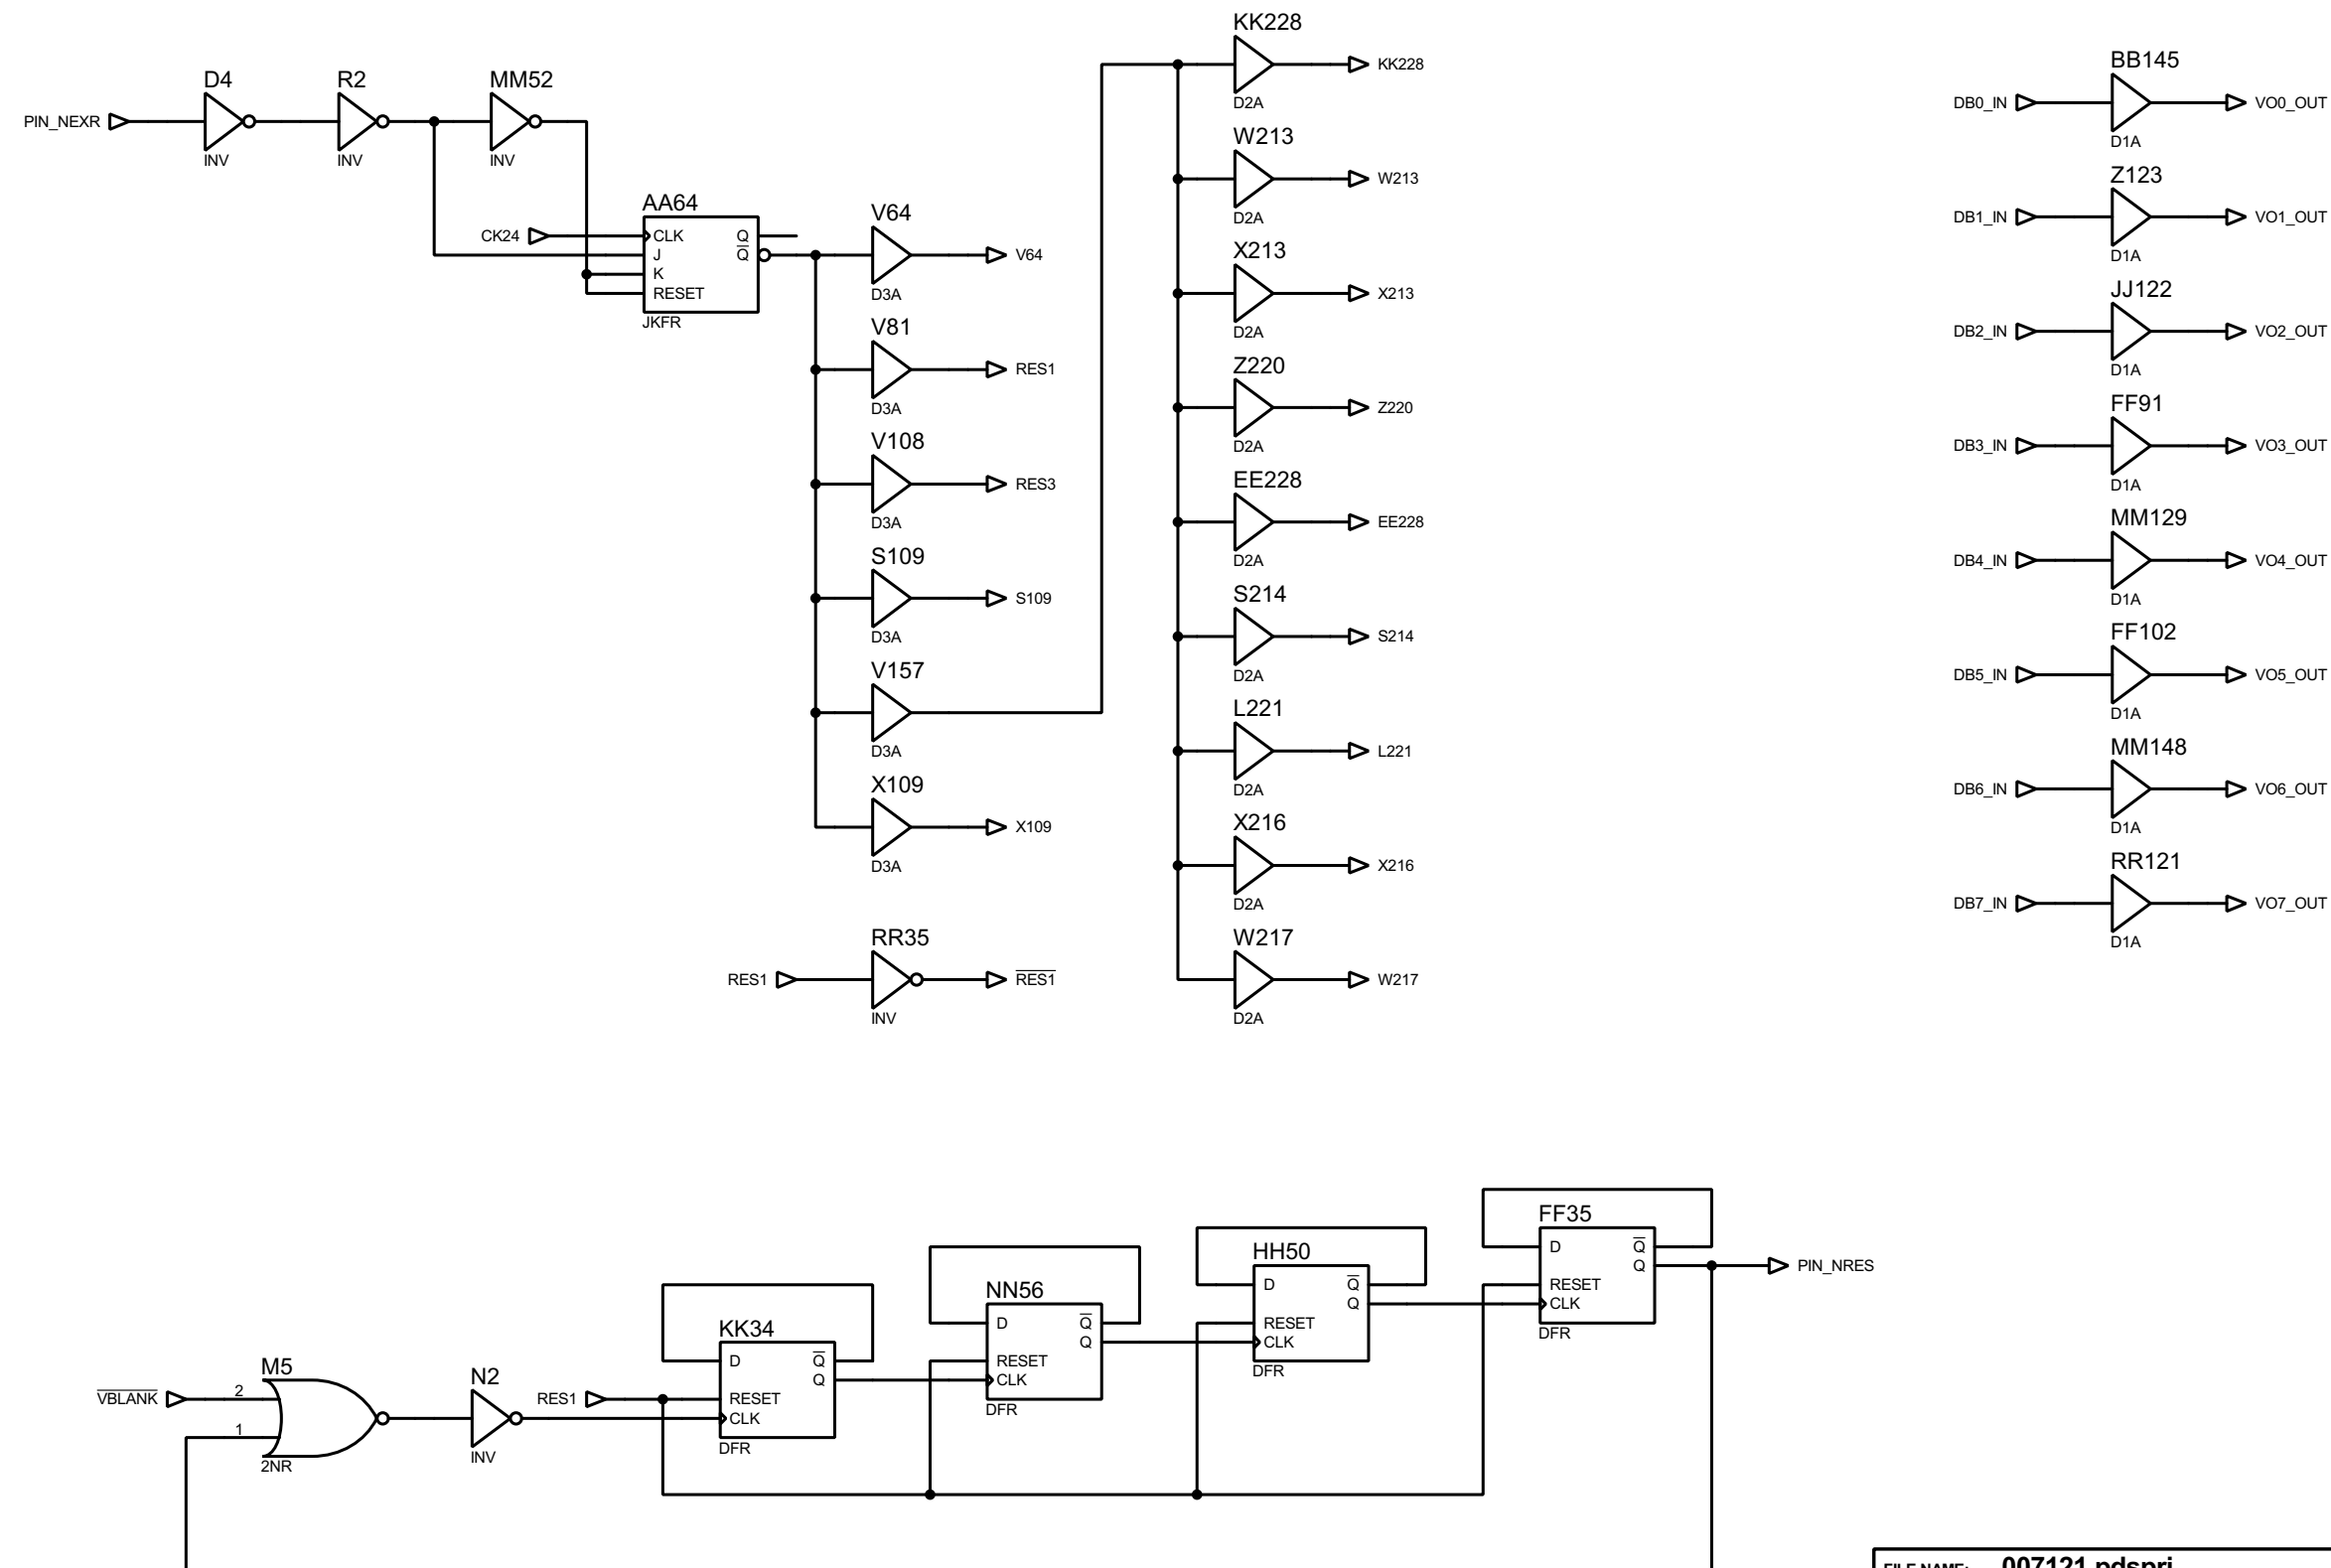 D4
R2
MM52
PIN_NEXR
INV
INV
INV
AA64
CK24
CLK
J
K
RESET
Q
Q
JKFR
V64
V64
D3A
V81
RES1
D3A
V108
RES3
D3A
S109
S109
D3A
V157
D3A
X109
X109
D3A
RR35
RES1
RES1
INV
KK228
KK228
D2A
W213
W213
D2A
X213
X213
D2A
Z220
Z220
D2A
EE228
EE228
D2A
S214
S214
D2A
L221
L221
D2A
X216
X216
D2A
W217
W217
D2A
BB145
DB0_IN
VO0_OUT
D1A
Z123
DB1_IN
VO1_OUT
D1A
JJ122
DB2_IN
VO2_OUT
D1A
FF91
DB3_IN
VO3_OUT
D1A
MM129
DB4_IN
VO4_OUT
D1A
FF102
DB5_IN
VO5_OUT
D1A
MM148
DB6_IN
VO6_OUT
D1A
RR121
DB7_IN
VO7_OUT
D1A
M5
VBLANK
2
1
2NR
N2
INV
RES1
KK34
D
Q
Q
RESET
CLK
DFR
NN56
D
Q
Q
RESET
CLK
DFR
HH50
D
Q
Q
RESET
CLK
DFR
FF35
D
Q
Q
RESET
CLK
DFR
PIN_NRES
FILE NAME: 007121.pdsprj